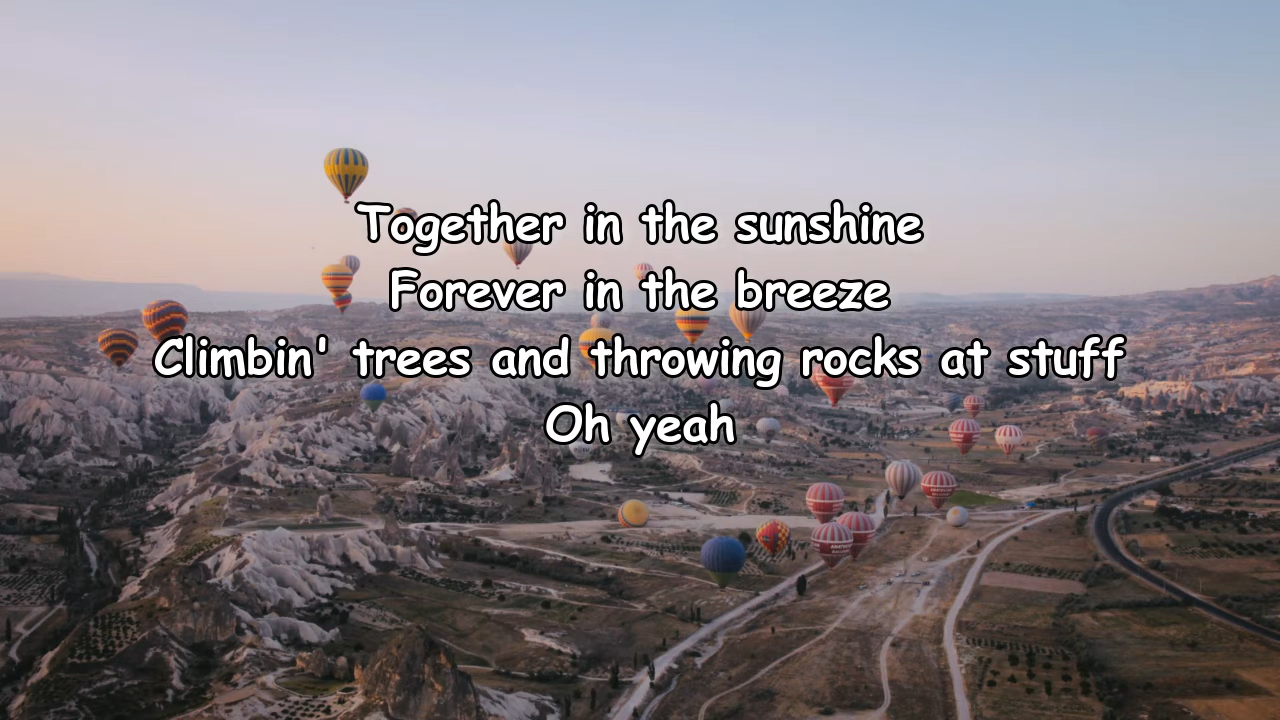 Together in the sunshine
Forever in the breeze
Climbin' trees and throwing rocks at stuff
Oh yeah